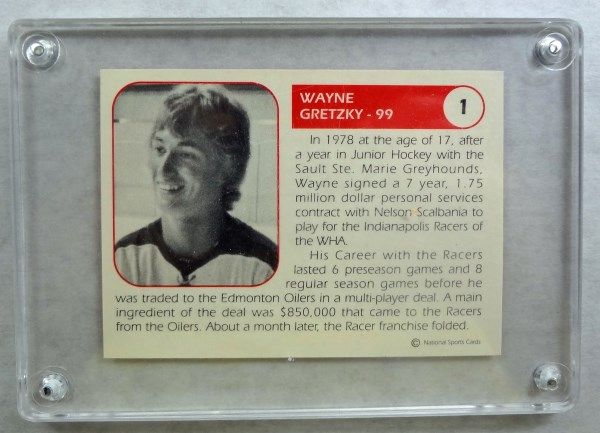 WAYNE
GRETZKY - 99
1
In 1978 at the age of 17, after
a year in Junior Hockey with the
Sault Ste. Marie Greyhounds,
Wayne signed a 7 year, 1.75
million dollar personal services
contract with Nelson Scalbania to
play for the Indianapolis Racers of
the WHA.
His Career with the Racers
lasted 6 preseason games and 8
regular season games before he
was traded to the Edmonton Oilers in a multi-player deal. A main
ingredient of the deal was $850,000 that came to the Racers
from the Oilers. About a month later, the Racer franchise folded.
© National Sports Cards